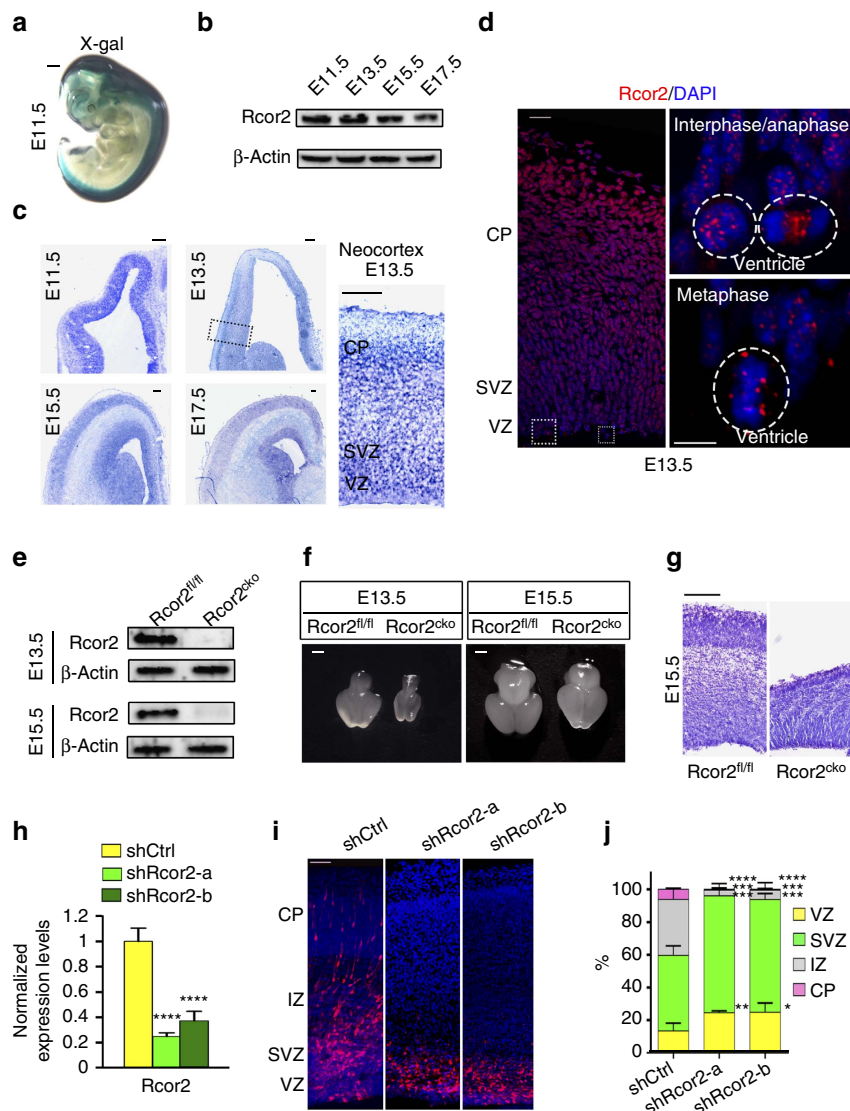 a
X-gal
E11.5
b
E11.5 E13.5 E15.5 E17.5
Rcor2
β-Actin
c
E11.5
E13.5
E15.5
E17.5
Neocortex
E13.5
CP
SVZ
VZ
d
Rcor2/DAPI
CP
SVZ
VZ
E13.5
Interphase/anaphase
Ventricle
Metaphase
Ventricle
e
Rcor2fl/fl Rcor2cko
E13.5
Rcor2
β-Actin
E15.5
Rcor2
β-Actin
f
E13.5
Rcor2fl/fl Rcor2cko
E15.5
Rcor2fl/fl Rcor2cko
g
E15.5
Rcor2fl/fl Rcor2cko
h
shCtrl
shRcor2-a
shRcor2-b
Normalized
expression levels
1.2
1
0.8
0.6
0.4
0.2
0
****
****
Rcor2
i
shCtrl shRcor2-a shRcor2-b
CP
IZ
SVZ
VZ
j
%
100
80
60
40
20
0
**** ****
*** ***
*** ***
** *
VZ
SVZ
IZ
CP
shCtrl shRcor2-a shRcor2-b